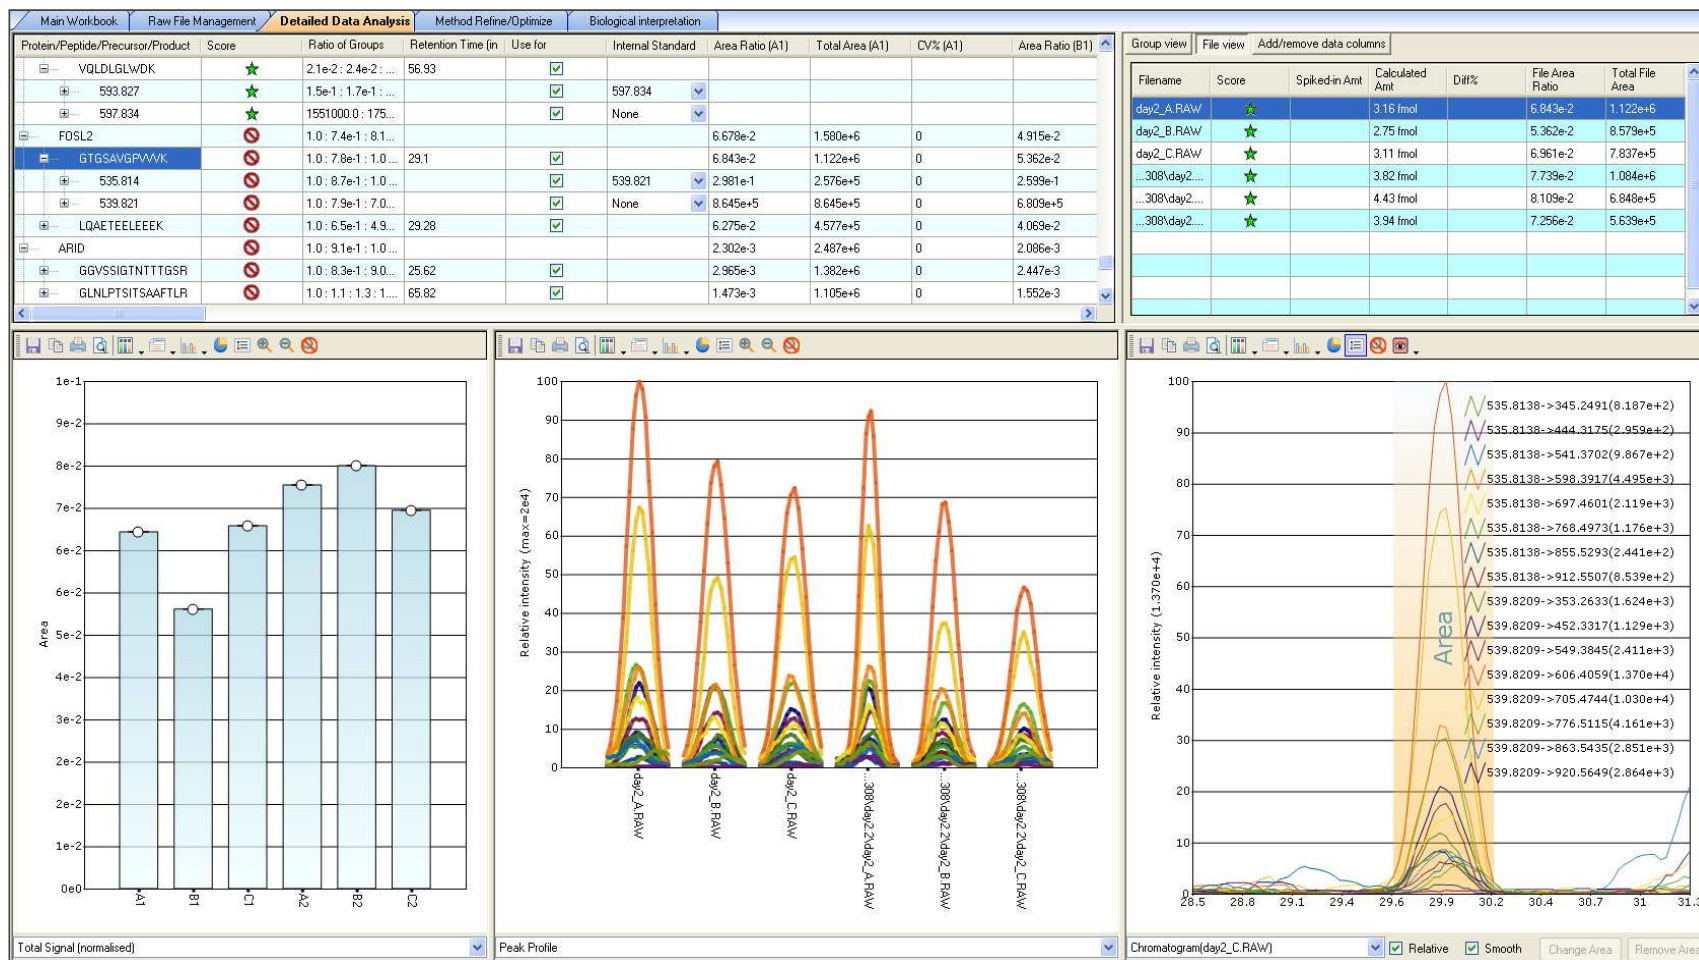 Main Workbook Raw File Management Detailed Data Analysis Method Refine/Optimize Biological interpretation
Protein/Peptide/Precursor/Product Score Ratio of Groups Retention Time (in Use for Internal Standard Area Ratio (A1) Total Area (A1) CV% (A1) Area Ratio (B1)
VQLDLGLWDK 2.1e-2 : 2.4e-2 : ... 56.93
593.827 1.5e-1 : 1.7e-1 : ... 597.834
597.834 1551000.0 : 175... None
FOSL2 1.0 : 7.4e-1 : 8.1... 6.678e-2 1.580e+6 0 4.915e-2
GTGSAVGPVVVK 1.0 : 7.8e-1 : 1.0 ... 29.1 6.843e-2 1.122e+6 0 5.362e-2
535.814 1.0 : 8.7e-1 : 1.0 ... 539.821 2.981e-1 2.576e+5 0 2.599e-1
539.821 1.0 : 7.9e-1 : 7.0... None 8.645e+5 8.645e+5 0 6.809e+5
LQAETEELEEEK 1.0 : 6.5e-1 : 4.9... 29.28 6.275e-2 4.577e+5 0 4.069e-2
ARID 1.0 : 9.1e-1 : 1.0 ... 2.302e-3 2.487e+6 0 2.086e-3
GGVSSIGTNTTTGSR 1.0 : 8.3e-1 : 9.0... 25.62 2.965e-3 1.382e+6 0 2.447e-3
GLNLPTSITSAAFTLR 1.0 : 1.1 : 1.3 : 1... 65.82 1.473e-3 1.105e+6 0 1.552e-3
Group view File view Add/remove data columns
Filename Score Spiked-in Amt Calculated Amt Diff% File Area Ratio Total File Area
day2_A.RAW 3.16 fmol 6.843e-2 1.122e+6
day2_B.RAW 2.75 fmol 5.362e-2 8.579e+5
day2_C.RAW 3.11 fmol 6.961e-2 7.837e+5
...308\day2.... 3.82 fmol 7.739e-2 1.084e+6
...308\day2.... 4.43 fmol 8.109e-2 6.848e+5
...308\day2.... 3.94 fmol 7.256e-2 5.639e+5
1e-1
9e-2
8e-2
7e-2
6e-2
5e-2
4e-2
3e-2
2e-2
2e-2
1e-2
0e0
Area
A1 B1 C1 A2 B2 C2
Total Signal (normalised)
100
90
80
70
60
50
40
30
20
10
0
Relative intensity (max=2e4)
day2_A.RAW
day2_B.RAW
day2_C.RAW
...308\day2.2\day2_A.RAW
...308\day2.2\day2_B.RAW
...308\day2.2\day2_C.RAW
Peak Profile
100
90
80
70
60
50
40
30
20
10
0
Relative intensity (1.370e+4)
Area
535.8138->345.2491(8.187e+2)
535.8138->444.3175(2.959e+2)
535.8138->541.3702(9.867e+2)
535.8138->598.3917(4.495e+3)
535.8138->697.4601(2.119e+3)
535.8138->768.4973(1.176e+3)
535.8138->855.5293(2.441e+2)
535.8138->912.5507(8.539e+2)
539.8209->353.2633(1.624e+3)
539.8209->452.3317(1.129e+3)
539.8209->549.3845(2.411e+3)
539.8209->606.4059(1.370e+4)
539.8209->705.4744(1.030e+4)
539.8209->776.5115(4.161e+3)
539.8209->863.5435(2.851e+3)
539.8209->920.5649(2.864e+3)
28.5 28.8 29.1 29.4 29.6 29.9 30.2 30.4 30.7 31 31.3
Chromatogram(day2_C.RAW) Relative Smooth Change Area Remove Area